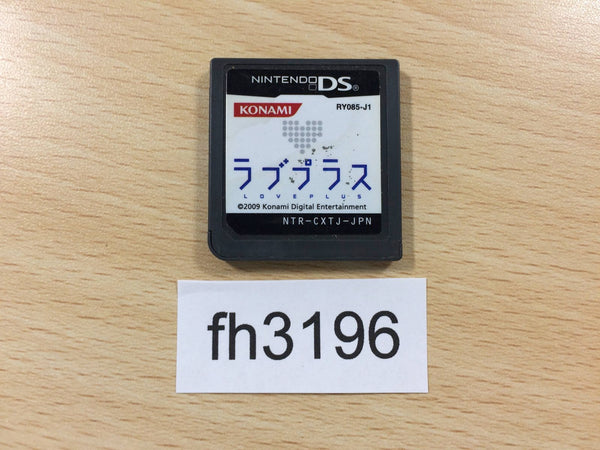 NINTENDO DS
KONAMI RY085-J1
ラブプラス
LOVEPLUS
©2009 Konami Digital Entertainment
NTR-CXTJ-JPN
fh3196